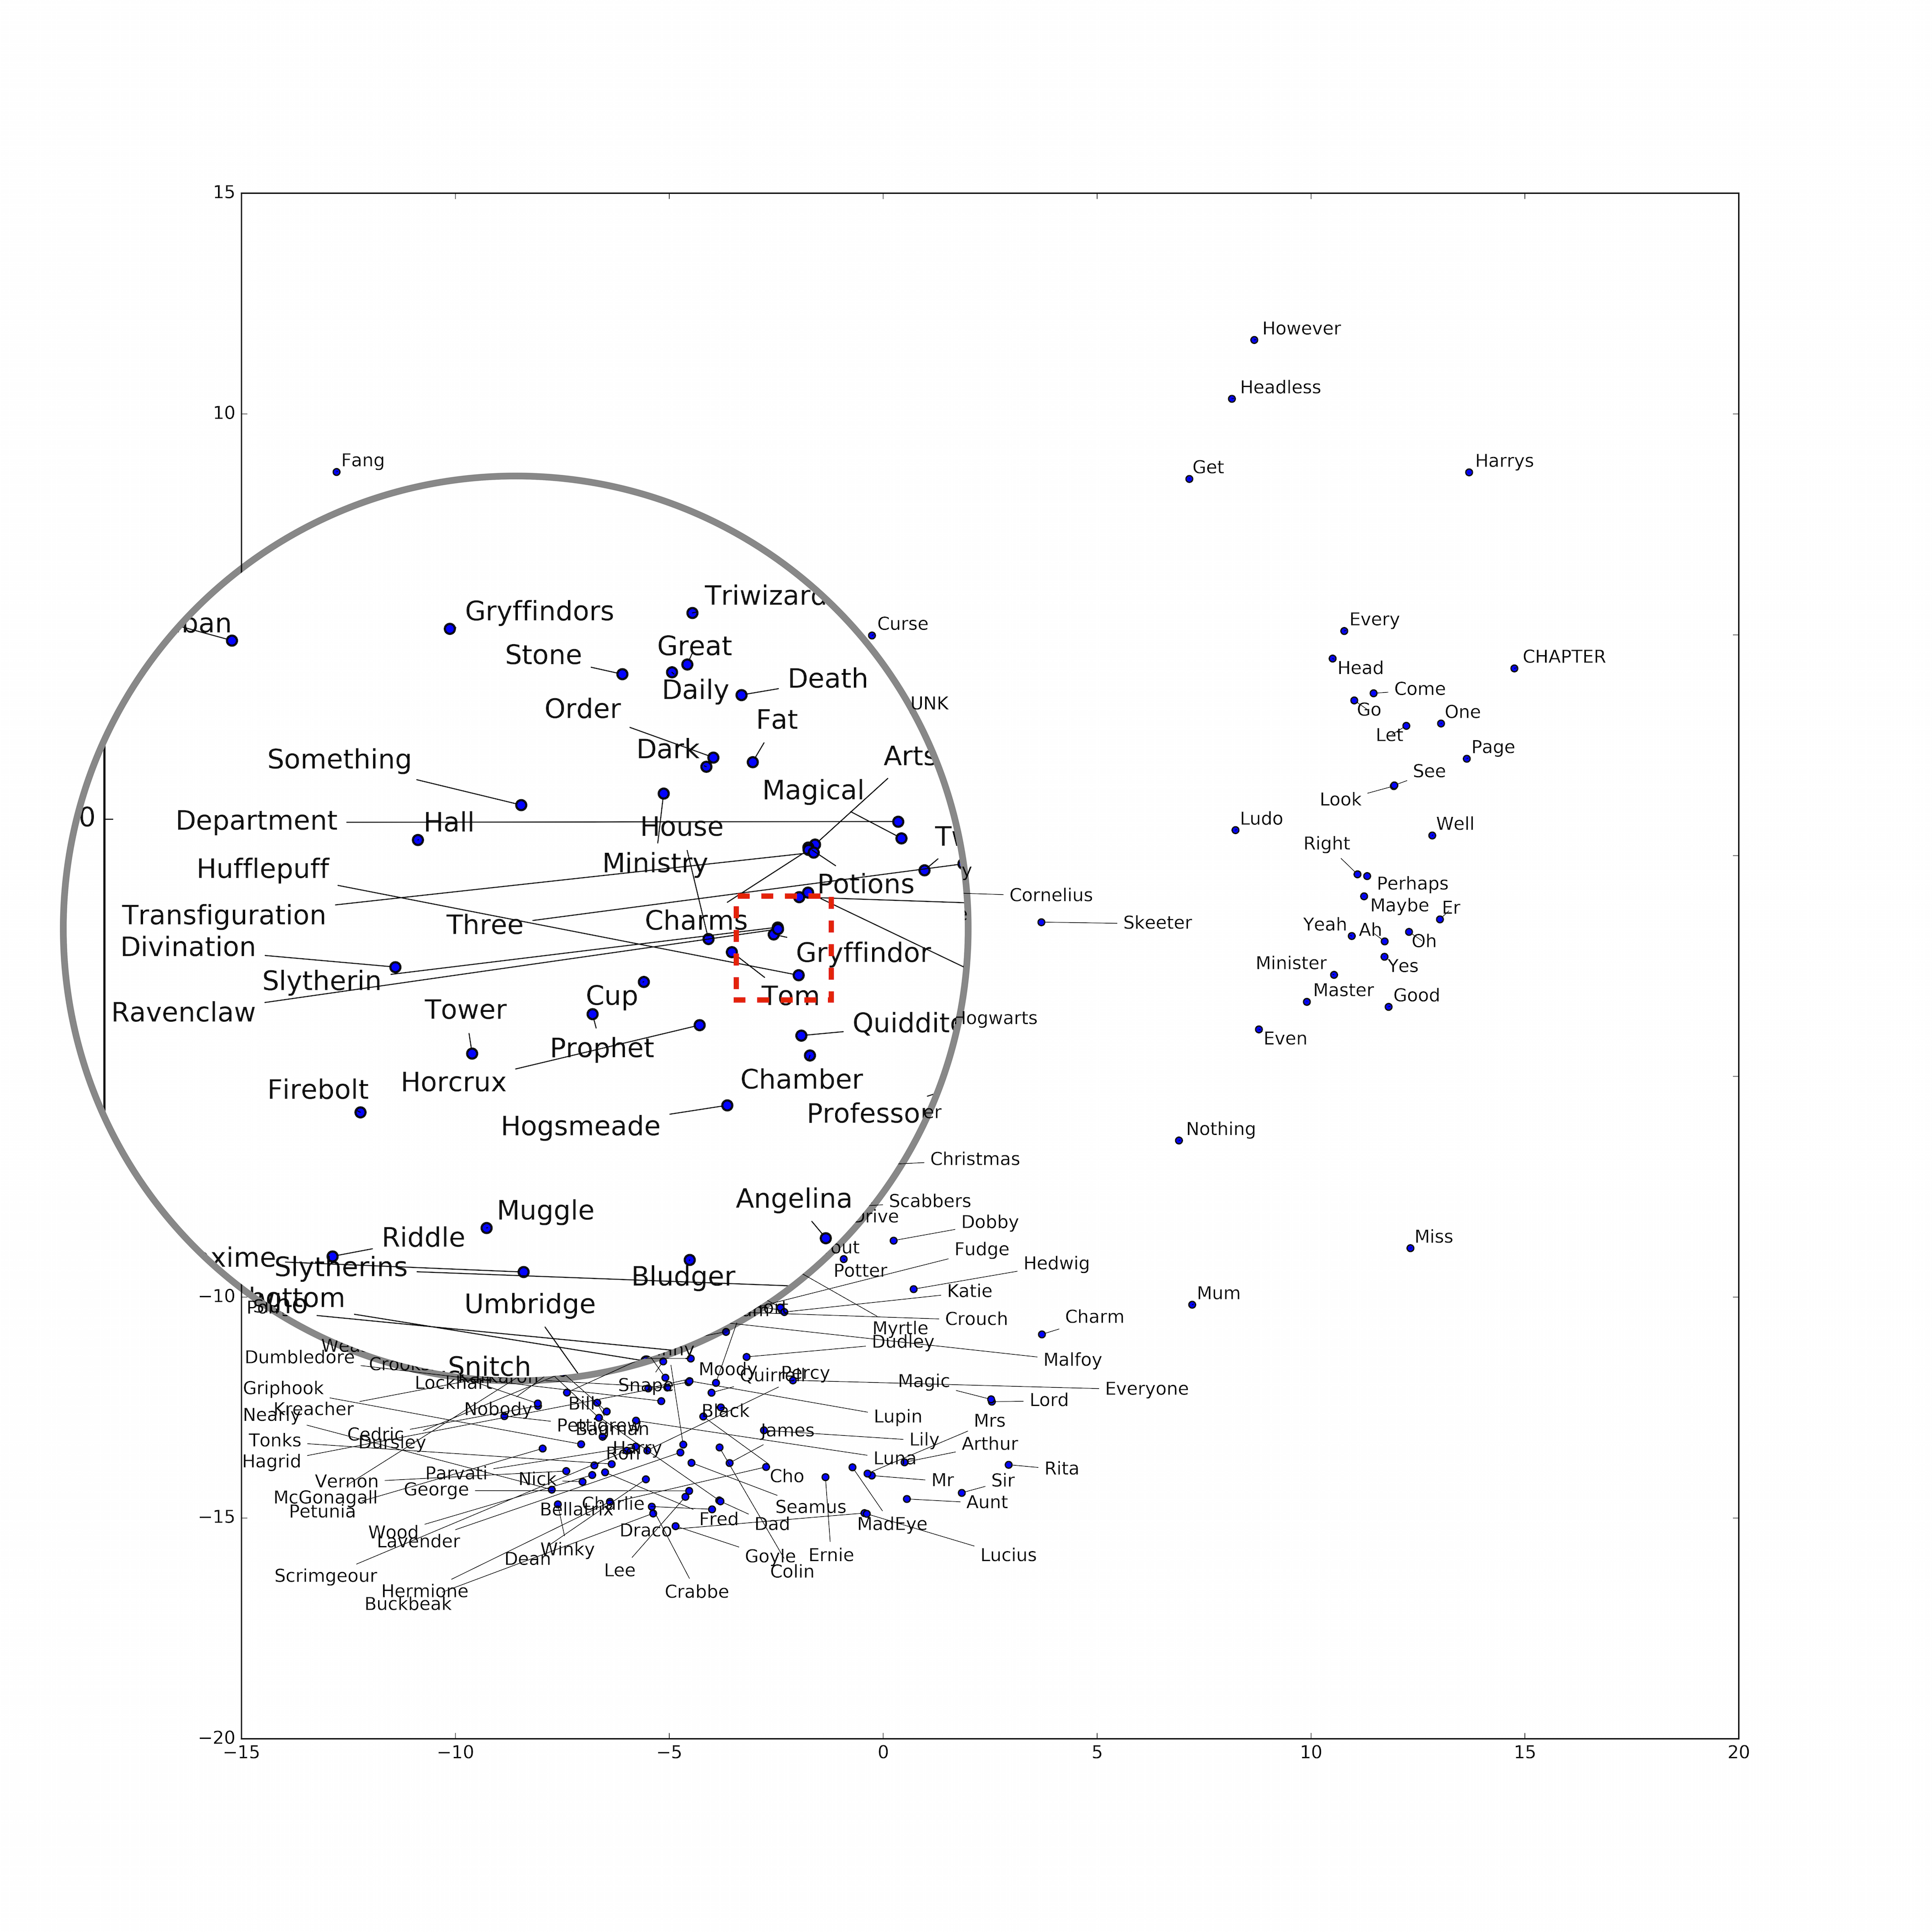 15
However
Headless
10
Fang
Get
Harrys
Triwizard
Gryffindors
Curse
Every
Stone
Great
Head
CHAPTER
Death
Daily
Come
UNK
Order
Go
One
Fat
Let
Dark
Page
Something
Arts
See
Magical
Look
Department
0
Hall
House
Ludo
Well
Right
Ministry
Hufflepuff
Potions
Perhaps
Cornelius
Maybe
Er
Transfiguration
Three
Charms
Skeeter
Yeah
Ah
Oh
Divination
Gryffindor
Minister
Yes
Slytherin
Tom
Master
Good
Ravenclaw
Tower
Cup
Hogwarts
Prophet
Even
Horcrux
Chamber
Firebolt
Hogsmeade
Professor
Nothing
Christmas
Angelina
Scabbers
Muggle
Drive
Dobby
Riddle
Miss
Fudge
Slytherins
Potter
Hedwig
Bludger
−10
Katie
Mum
Umbridge
Crouch
Charm
Myrtle
Dudley
Dumbledore
Malfoy
Snitch
Moody
Percy
Quirrell
Magic
Lockhart
Snape
Griphook
Everyone
Lord
Kreacher
Nobody
Bill
Black
Nearly
Lupin
Mrs
Cedric
Pettigrew
Bagman
James
Tonks
Dursley
Harry
Lily
Arthur
Hagrid
Ron
Luna
Rita
Parvati
Cho
Vernon
Nick
Mr
Sir
George
McGonagall
Charlie
Seamus
Aunt
Petunia
Bellatrix
−15
Fred
Dad
MadEye
Wood
Draco
Lavender
Winky
Dean
Goyle
Ernie
Lucius
Lee
Colin
Scrimgeour
Hermione
Crabbe
Buckbeak
−20
−15
−10
−5
0
5
10
15
20